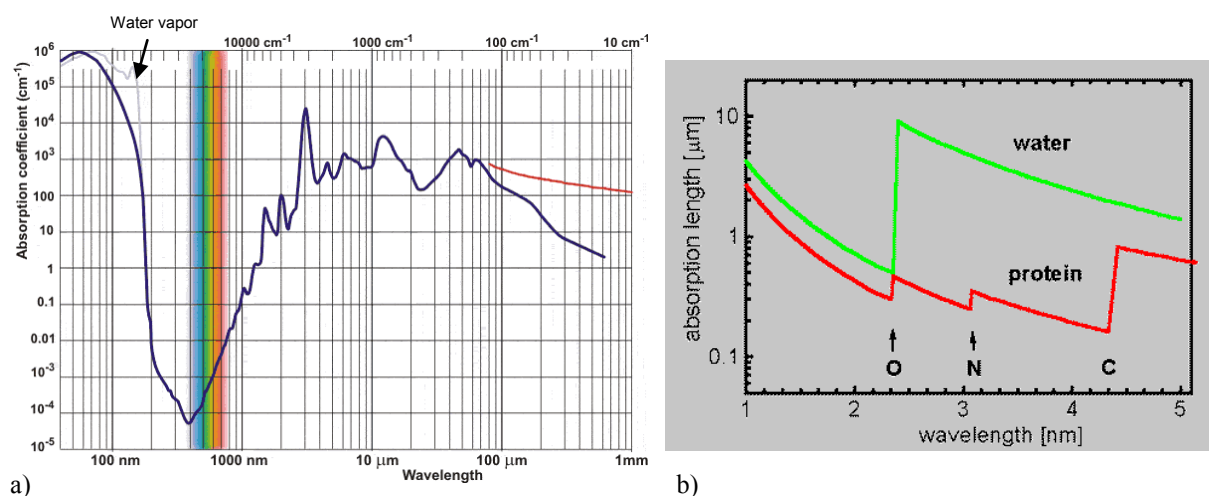 Water vapor
10000 cm⁻¹
1000 cm⁻¹
100 cm⁻¹
10 cm⁻¹
10⁶
10⁵
10⁴
10³
100
10
1
0.1
0.01
10⁻³
10⁻⁴
10⁻⁵
Absorption coefficient (cm⁻¹)
100 nm
1000 nm
10 μm
100 μm
1mm
Wavelength
a)
10
1
0.1
absorption length [μm]
water
protein
O
N
C
1
2
3
4
5
wavelength [nm]
b)